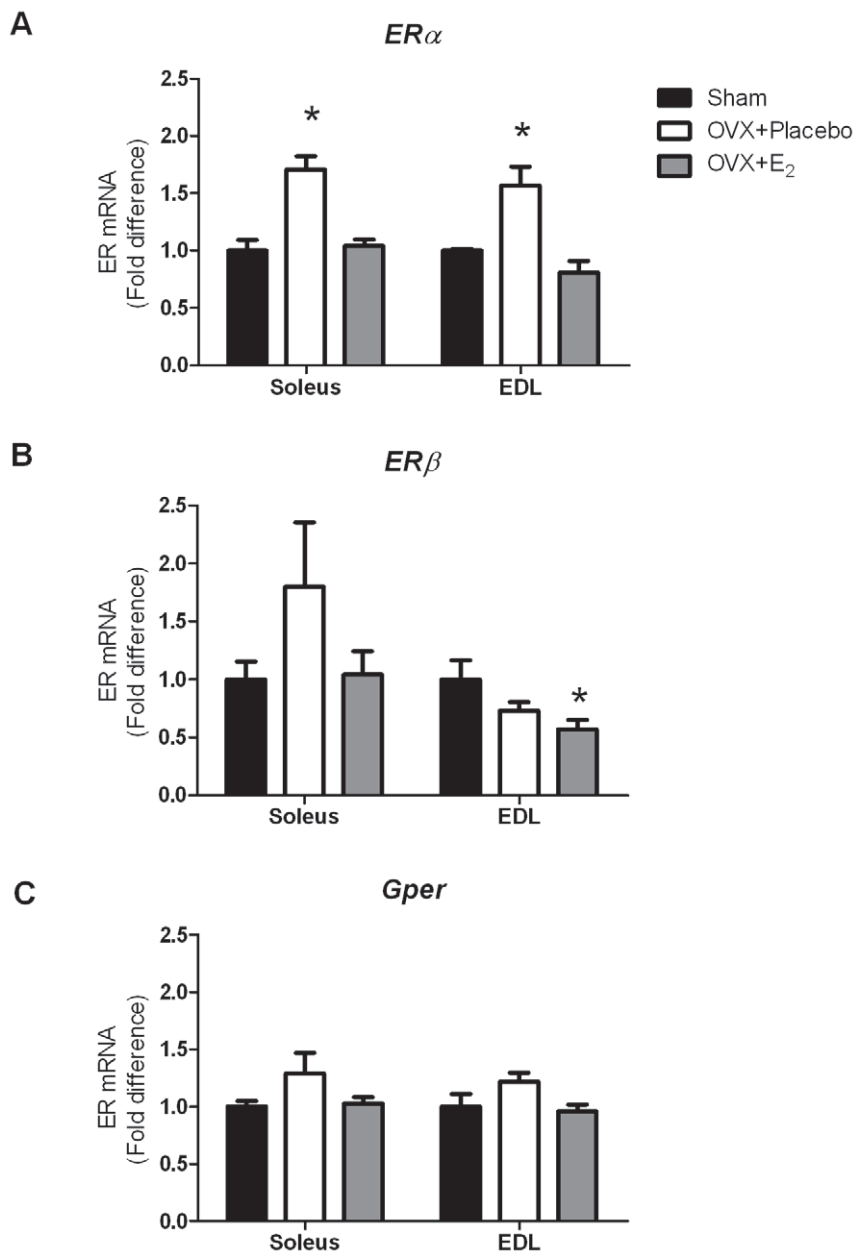 A
ERα
Sham
OVX+Placebo
OVX+E₂
ER mRNA
(Fold difference)
2.5
2.0
1.5
1.0
0.5
0.0
*
*
Soleus
EDL
B
ERβ
ER mRNA
(Fold difference)
2.5
2.0
1.5
1.0
0.5
0.0
*
Soleus
EDL
C
Gper
ER mRNA
(Fold difference)
2.5
2.0
1.5
1.0
0.5
0.0
Soleus
EDL